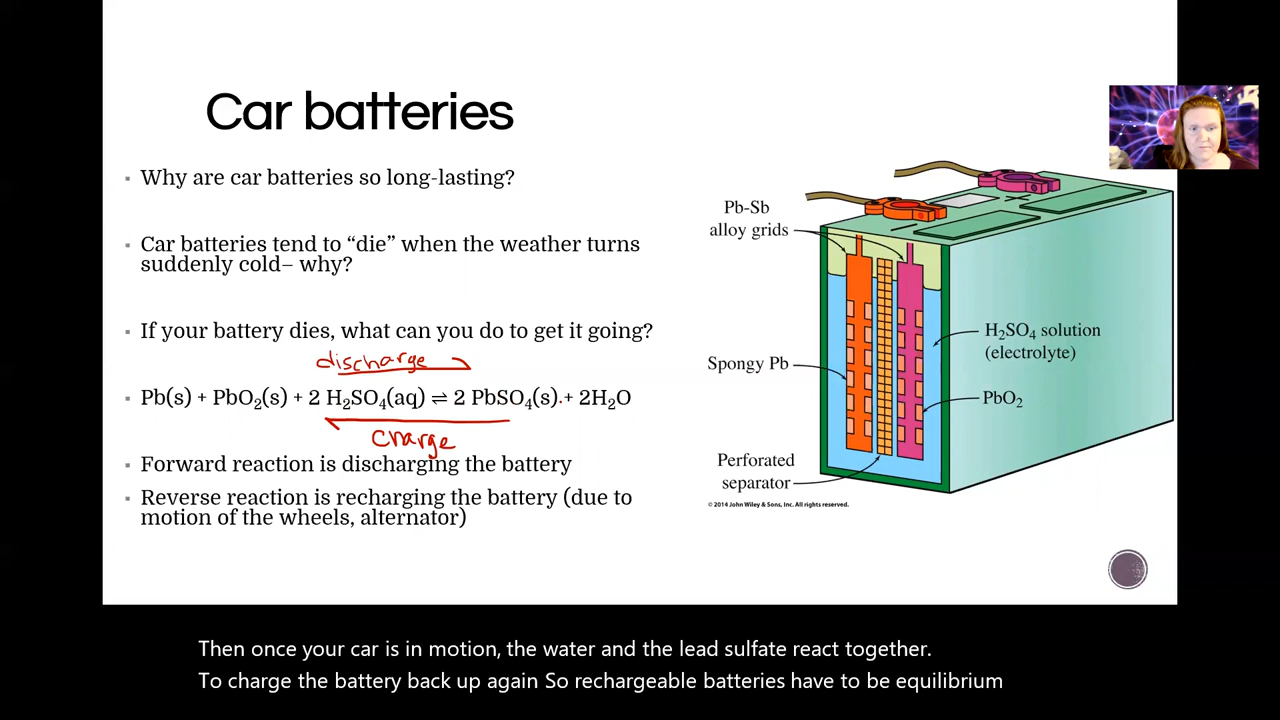 Car batteries
▪ Why are car batteries so long-lasting?
▪ Car batteries tend to “die” when the weather turns
suddenly cold– why?
▪ If your battery dies, what can you do to get it going?
discharge
▪ Pb(s) + PbO₂(s) + 2 H₂SO₄(aq) ⇌ 2 PbSO₄(s) + 2H₂O
charge
▪ Forward reaction is discharging the battery
▪ Reverse reaction is recharging the battery (due to
motion of the wheels, alternator)
Pb-Sb
alloy grids
− +
H₂SO₄ solution
(electrolyte)
Spongy Pb
PbO₂
Perforated
separator
© 2014 John Wiley & Sons, Inc. All rights reserved.
Then once your car is in motion, the water and the lead sulfate react together.
To charge the battery back up again So rechargeable batteries have to be equilibrium